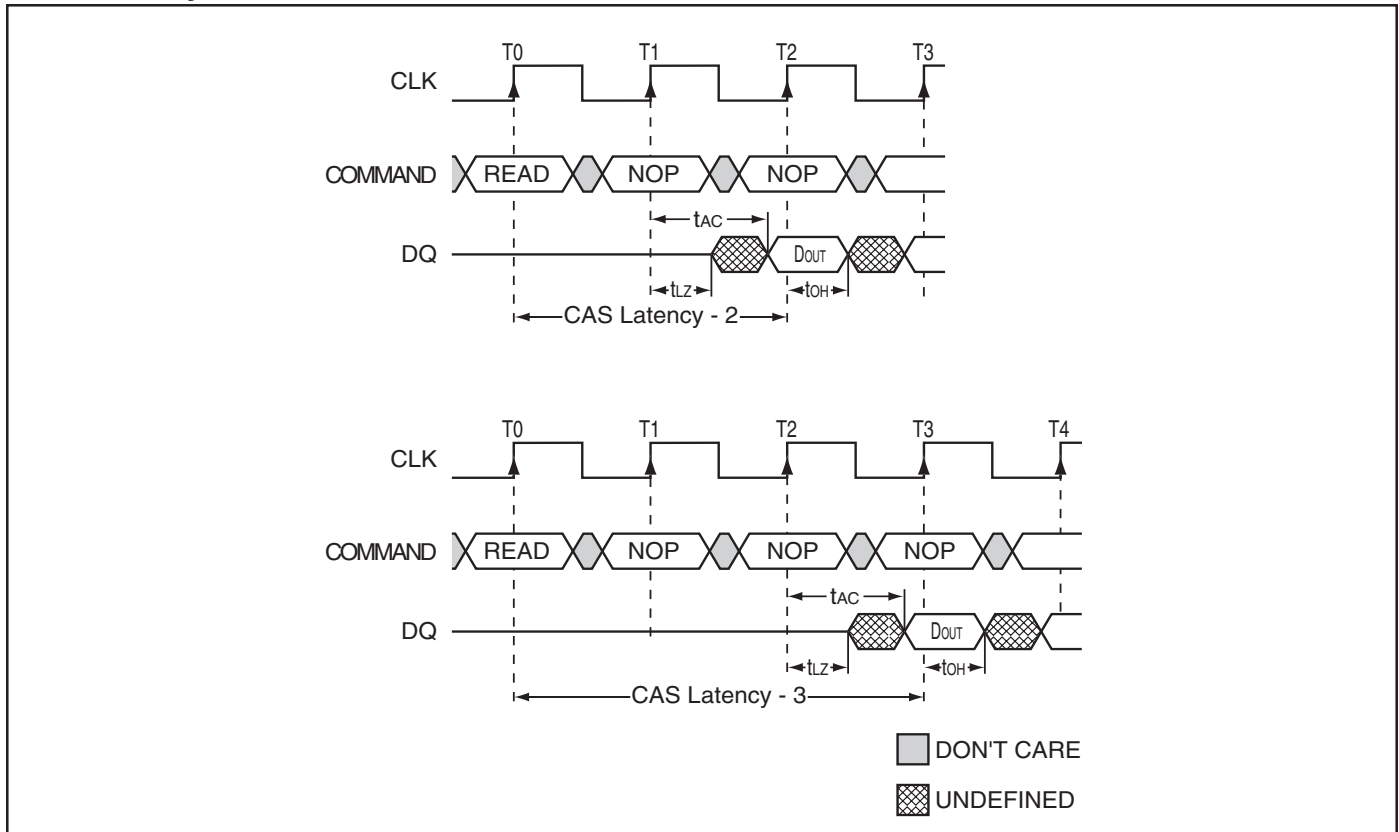 T0 T1 T2 T3
CLK
COMMAND READ NOP NOP
tAC
DQ DOUT
tLZ tOH
CAS Latency - 2
T0 T1 T2 T3 T4
CLK
COMMAND READ NOP NOP NOP
tAC
DQ DOUT
tLZ tOH
CAS Latency - 3
DON'T CARE
UNDEFINED